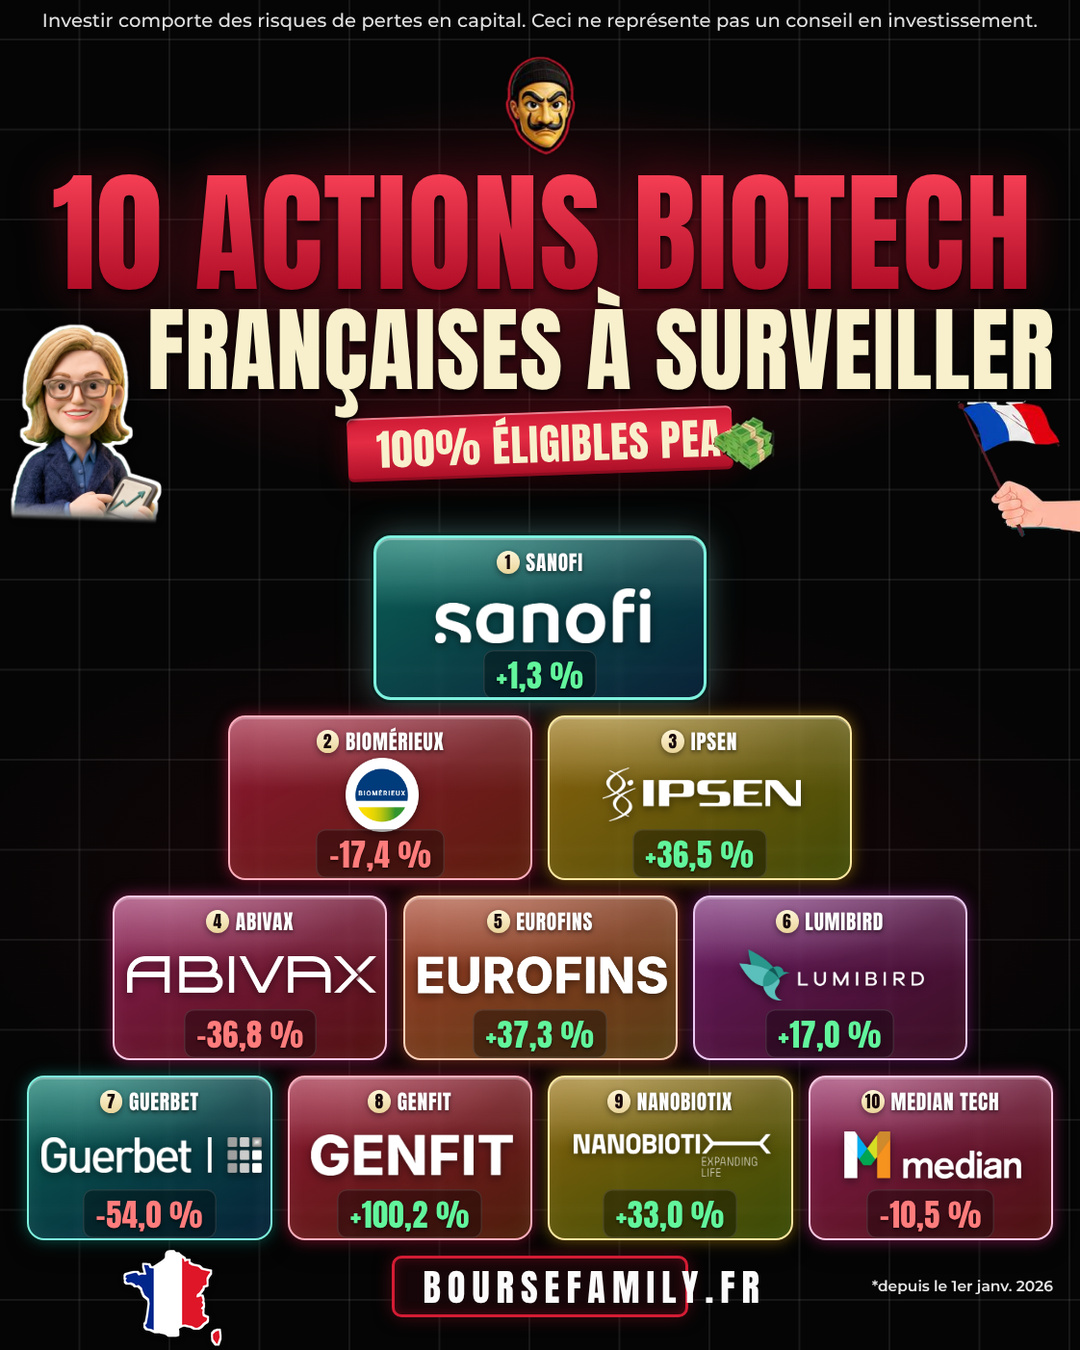 Investir comporte des risques de pertes en capital. Ceci ne représente pas un conseil en investissement.
10 ACTIONS BIOTECH
FRANÇAISES À SURVEILLER
100% ÉLIGIBLES PEA
1 SANOFI
sanofi
+1,3 %
2 BIOMÉRIEUX
BIOMÉRIEUX
-17,4 %
3 IPSEN
IPSEN
+36,5 %
4 ABIVAX
ABIVAX
-36,8 %
5 EUROFINS
EUROFINS
+37,3 %
6 LUMIBIRD
LUMIBIRD
+17,0 %
7 GUERBET
Guerbet
-54,0 %
8 GENFIT
GENFIT
+100,2 %
9 NANOBIOTIX
NANOBIOTIX
EXPANDING
LIFE
+33,0 %
10 MEDIAN TECH
median
-10,5 %
BOURSEFAMILY.FR
*depuis le 1er janv. 2026